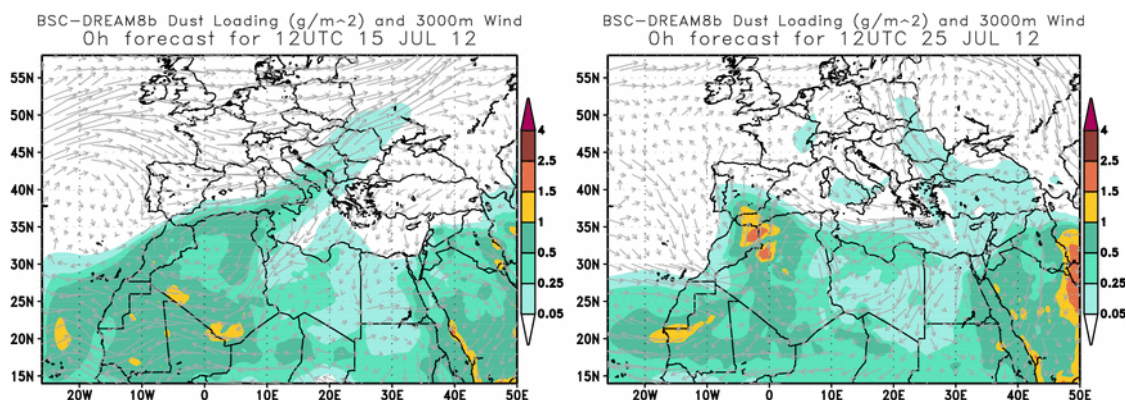 BSC-DREAM8b Dust Loading (g/m^2) and 3000m Wind
0h forecast for 12UTC 15 JUL 12
55N
50N
45N
40N
35N
30N
25N
20N
15N
20W
10W
0
10E
20E
30E
40E
50E
4
2.5
1.5
1
0.5
0.25
0.05
BSC-DREAM8b Dust Loading (g/m^2) and 3000m Wind
0h forecast for 12UTC 25 JUL 12
55N
50N
45N
40N
35N
30N
25N
20N
15N
20W
10W
0
10E
20E
30E
40E
50E
4
2.5
1.5
1
0.5
0.25
0.05